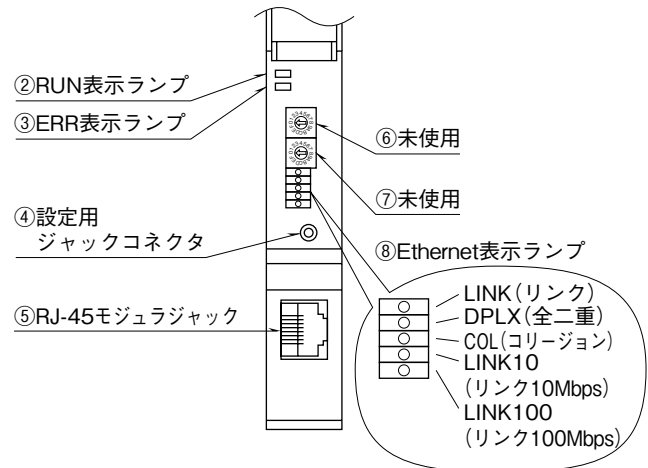 ②RUN表示ランプ
③ERR表示ランプ
⑥未使用
⑦未使用
④設定用
ジャックコネクタ
⑧Ethernet表示ランプ
⑤RJ-45モジュラジャック
LINK(リンク)
DPLX(全二重)
COL(コリージョン)
LINK10
(リンク10Mbps)
LINK100
(リンク100Mbps)